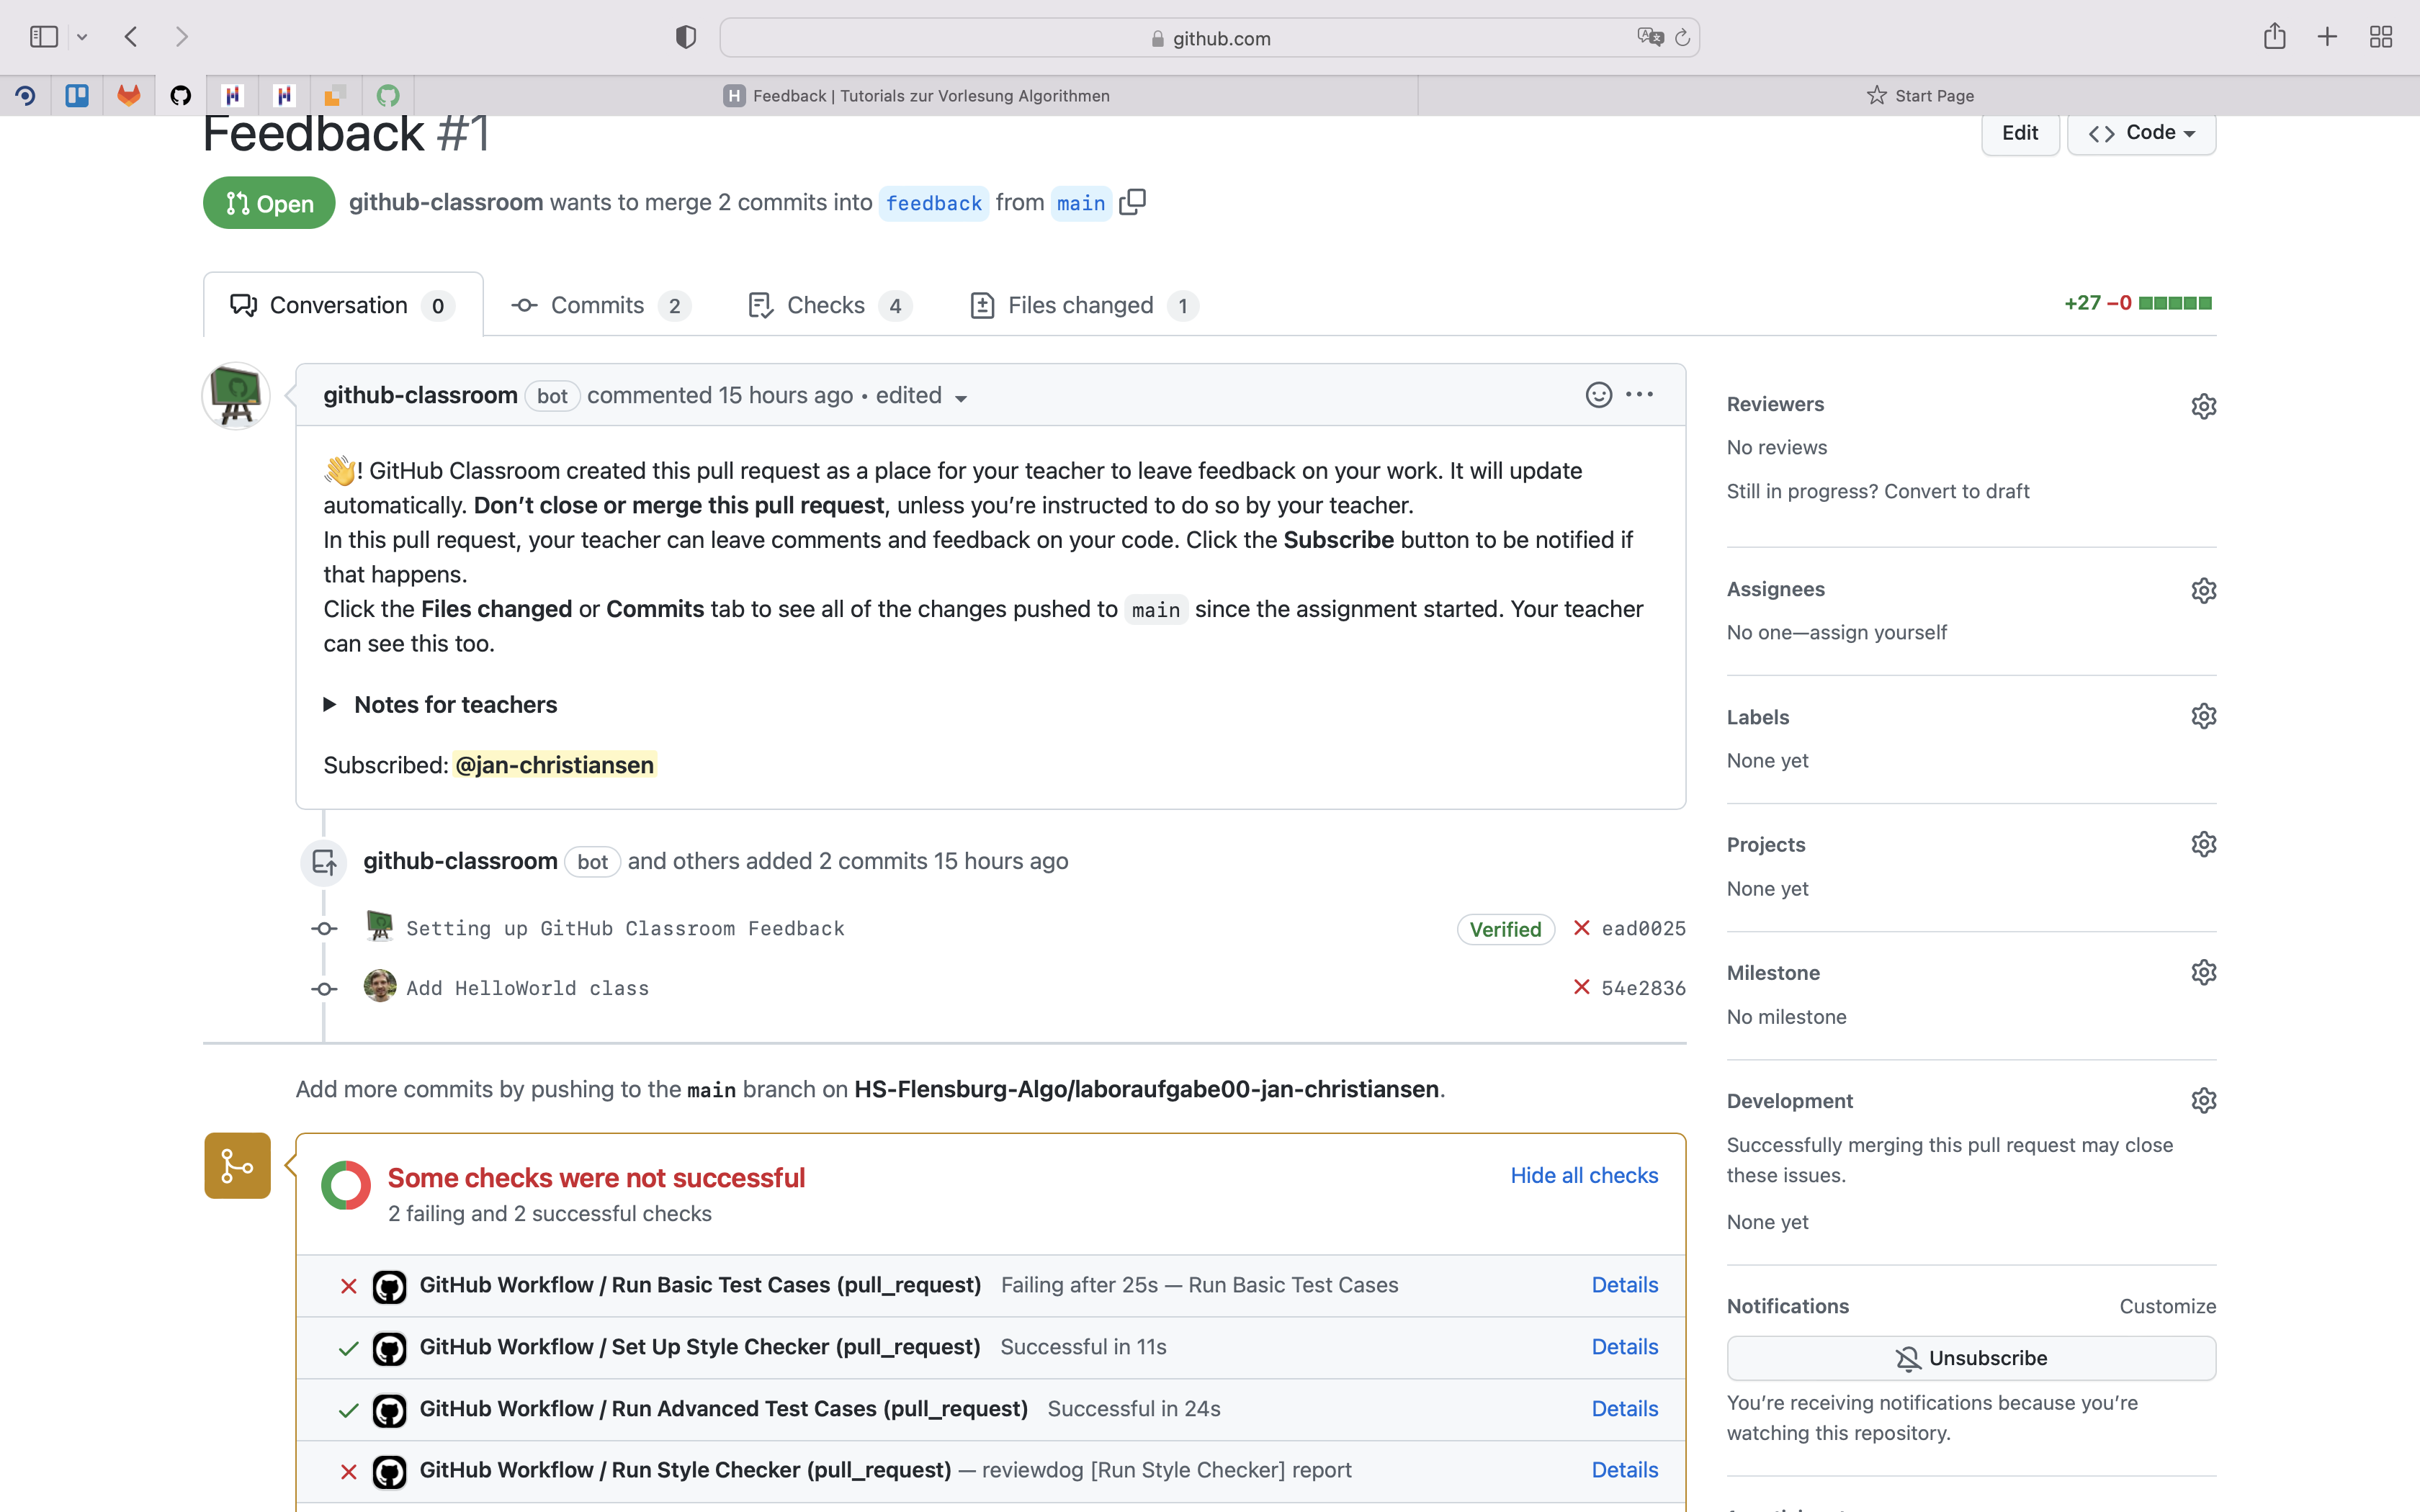 github.com
H Feedback | Tutorials zur Vorlesung Algorithmen
Start Page
Feedback #1
Edit
Code
Open
github-classroom wants to merge 2 commits into feedback from main
Conversation 0
Commits 2
Checks 4
Files changed 1
+27 −0
github-classroom bot commented 15 hours ago • edited
👋! GitHub Classroom created this pull request as a place for your teacher to leave feedback on your work. It will update
automatically. Don’t close or merge this pull request, unless you’re instructed to do so by your teacher.
In this pull request, your teacher can leave comments and feedback on your code. Click the Subscribe button to be notified if
that happens.
Click the Files changed or Commits tab to see all of the changes pushed to main since the assignment started. Your teacher
can see this too.
Notes for teachers
Subscribed: @jan-christiansen
github-classroom bot and others added 2 commits 15 hours ago
Setting up GitHub Classroom Feedback Verified ead0025
Add HelloWorld class 54e2836
Add more commits by pushing to the main branch on HS-Flensburg-Algo/laboraufgabe00-jan-christiansen.
Some checks were not successful
Hide all checks
2 failing and 2 successful checks
GitHub Workflow / Run Basic Test Cases (pull_request) Failing after 25s — Run Basic Test Cases Details
GitHub Workflow / Set Up Style Checker (pull_request) Successful in 11s Details
GitHub Workflow / Run Advanced Test Cases (pull_request) Successful in 24s Details
GitHub Workflow / Run Style Checker (pull_request) — reviewdog [Run Style Checker] report Details
Reviewers
No reviews
Still in progress? Convert to draft
Assignees
No one—assign yourself
Labels
None yet
Projects
None yet
Milestone
No milestone
Development
Successfully merging this pull request may close
these issues.
None yet
Notifications
Customize
Unsubscribe
You’re receiving notifications because you’re
watching this repository.